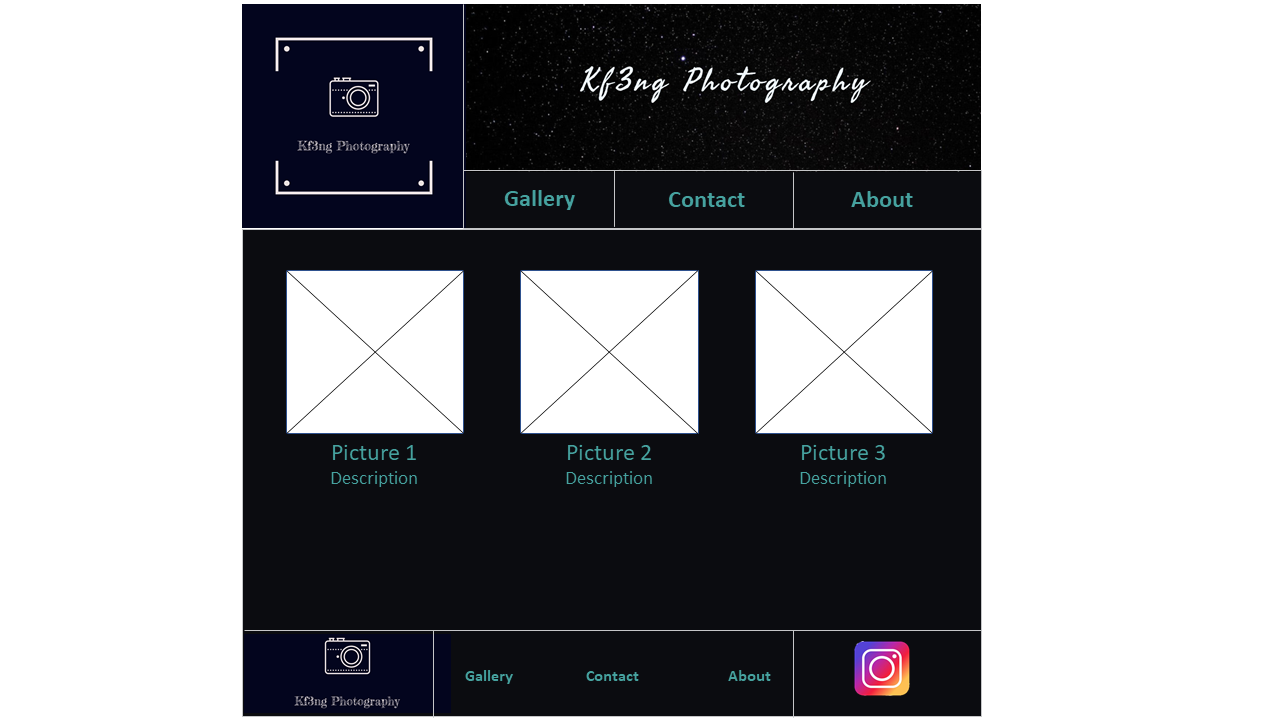 Kf3ng Photography
Kf3ng Photography
Gallery Contact About
Picture 1 Picture 2 Picture 3
Description Description Description
Gallery Contact About
Kf3ng Photography